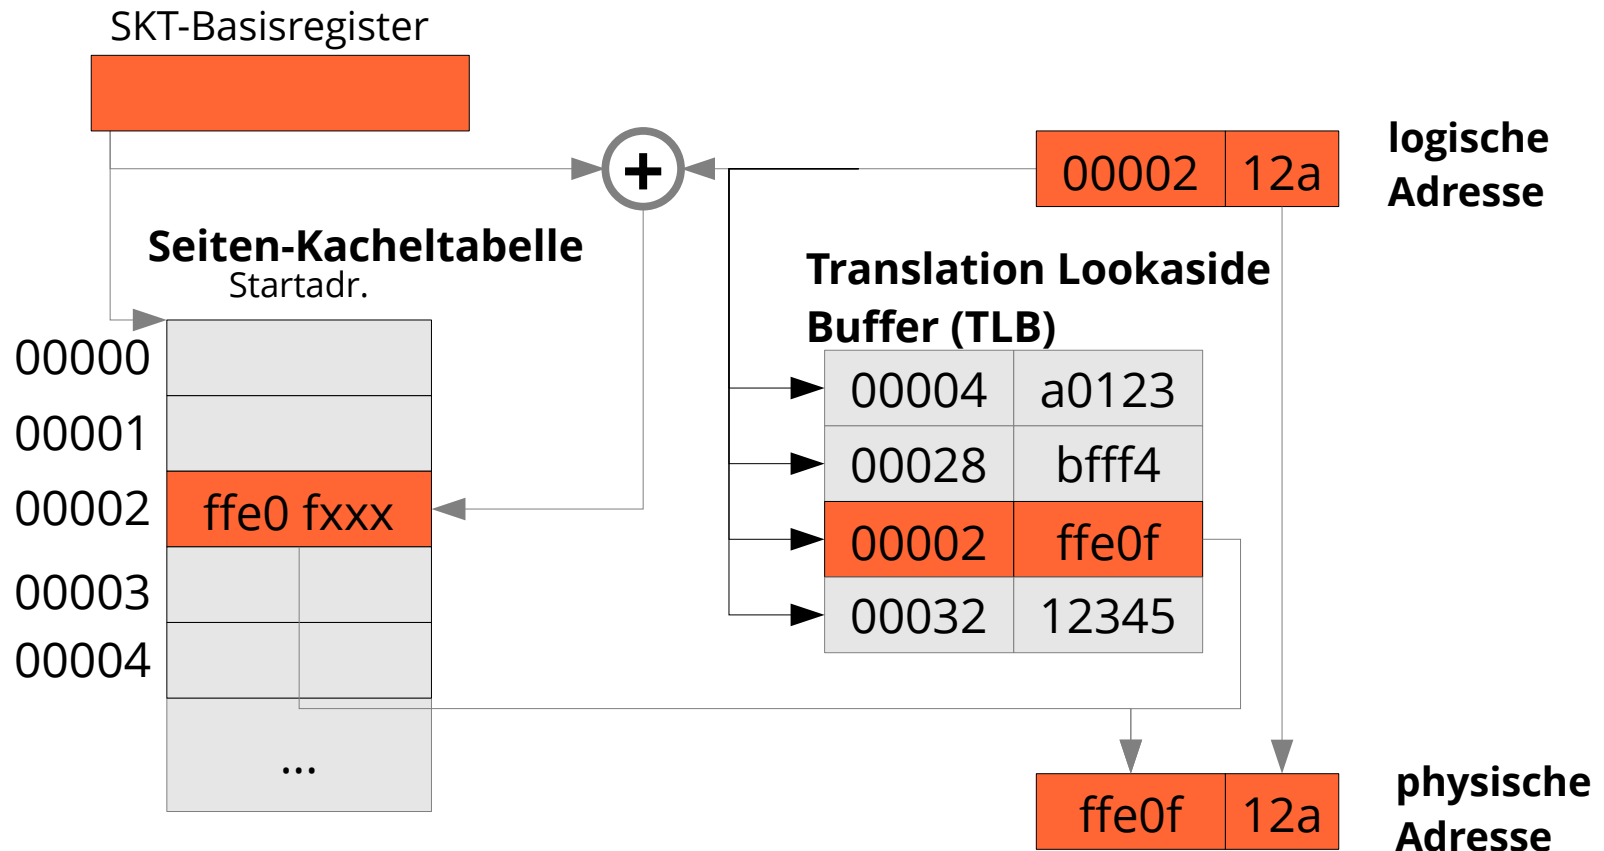 SKT-Basisregister
+
00002 12a
logische
Adresse
Seiten-Kacheltabelle
Startadr.
00000
00001
00002 ffe0 fxxx
00003
00004
...
Translation Lookaside
Buffer (TLB)
00004 a0123
00028 bfff4
00002 ffe0f
00032 12345
ffe0f 12a
physische
Adresse